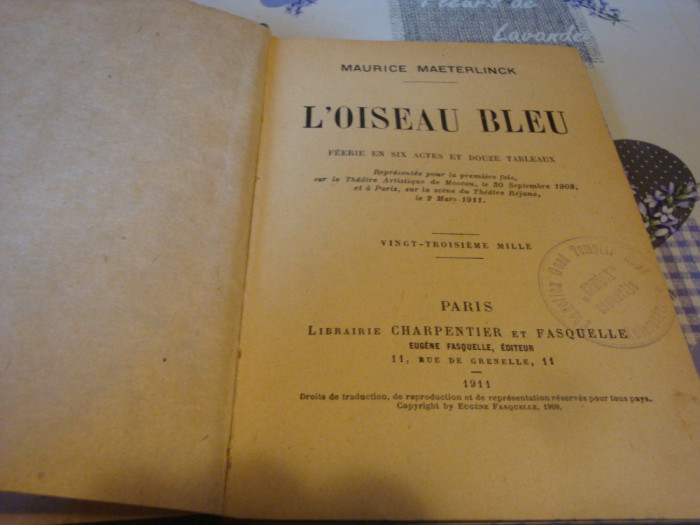 Fleurs de
Lavande
MAURICE MAETERLINCK
L'OISEAU BLEU
FÉERIE EN SIX ACTES ET DOUZE TABLEAUX
Représentée pour la première fois,
sur le Théâtre Artistique de Moscou, le 30 Septembre 1908,
et à Paris, sur la scène du Théâtre Réjane,
le 2 Mars 1911.
VINGT-TROISIÈME MILLE
PARIS
LIBRAIRIE CHARPENTIER ET FASQUELLE
EUGÈNE FASQUELLE, ÉDITEUR
11, RUE DE GRENELLE, 11
1911
Droits de traduction, de reproduction et de représentation réservés pour tous pays.
Copyright by EUGÈNE FASQUELLE, 1909.